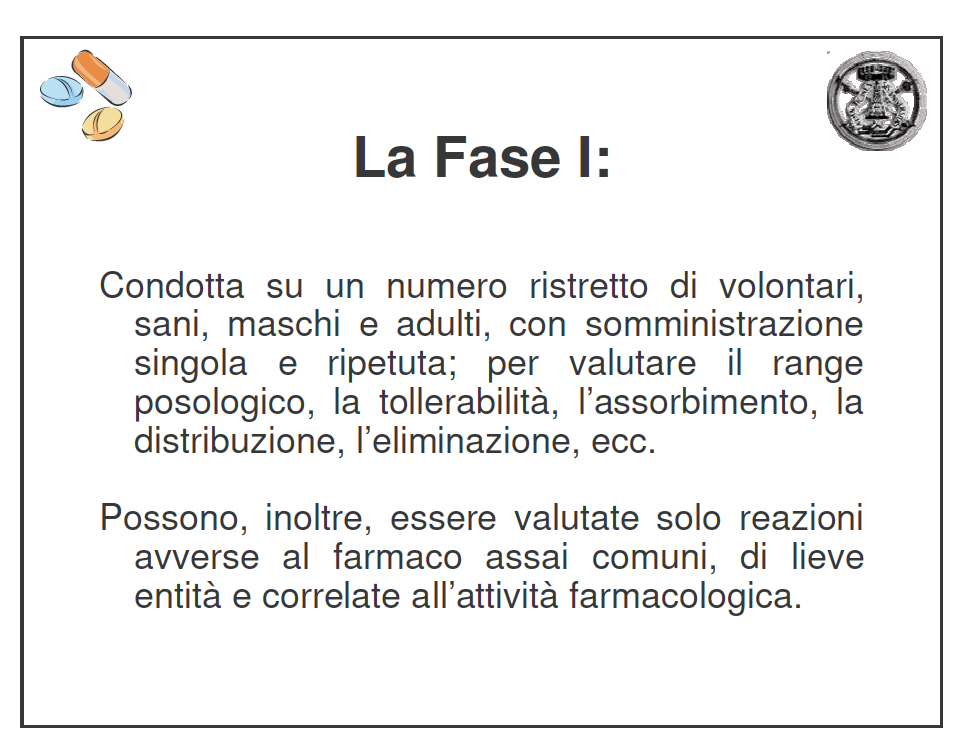 La Fase I:
Condotta su un numero ristretto di volontari,
sani, maschi e adulti, con somministrazione
singola e ripetuta; per valutare il range
posologico, la tollerabilità, l'assorbimento, la
distribuzione, l'eliminazione, ecc.
Possono, inoltre, essere valutate solo reazioni
avverse al farmaco assai comuni, di lieve
entità e correlate all'attività farmacologica.